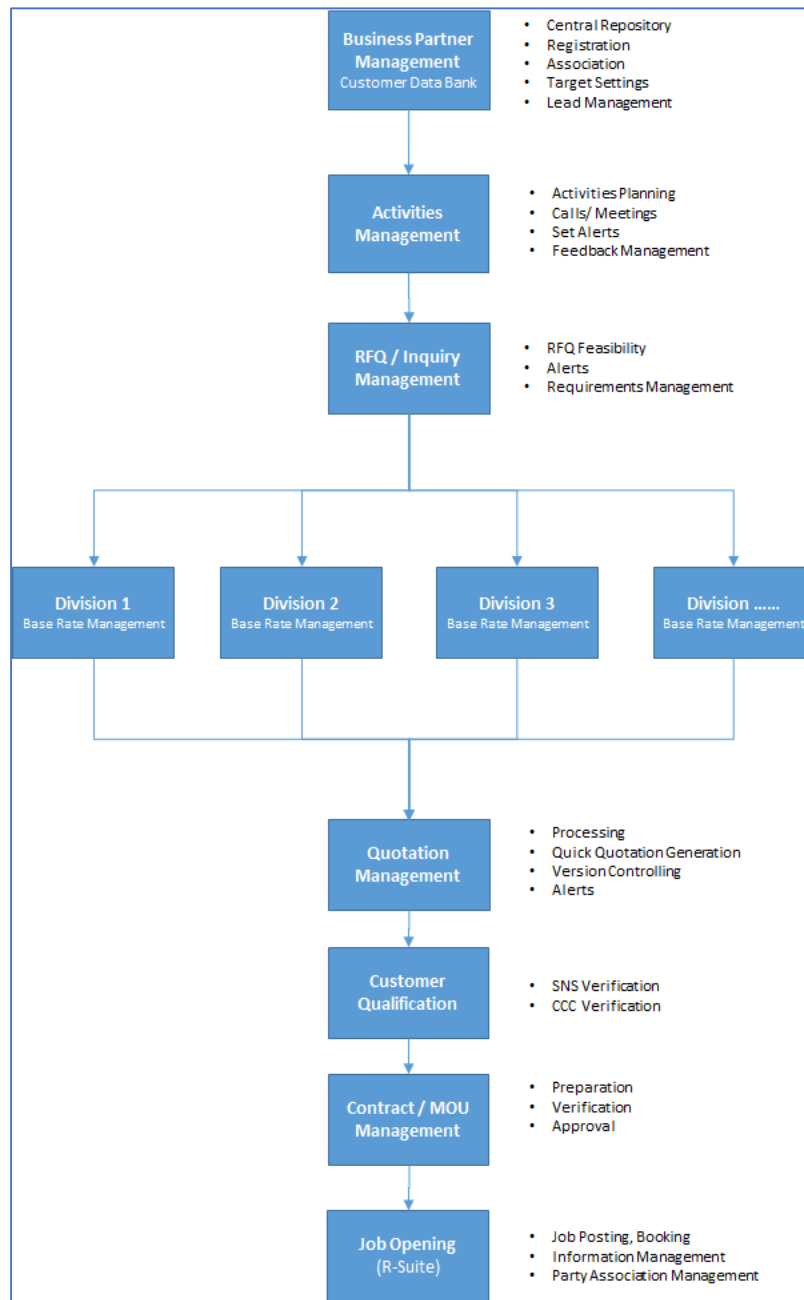 Business Partner
Management
Customer Data Bank
• Central Repository
• Registration
• Association
• Target Settings
• Lead Management
Activities
Management
• Activities Planning
• Calls/ Meetings
• Set Alerts
• Feedback Management
RFQ / Inquiry
Management
• RFQ Feasibility
• Alerts
• Requirements Management
Division 1
Base Rate Management
Division 2
Base Rate Management
Division 3
Base Rate Management
Division ......
Base Rate Management
Quotation
Management
• Processing
• Quick Quotation Generation
• Version Controlling
• Alerts
Customer
Qualification
• SNS Verification
• CCC Verification
Contract / MOU
Management
• Preparation
• Verification
• Approval
Job Opening
(R-Suite)
• Job Posting, Booking
• Information Management
• Party Association Management